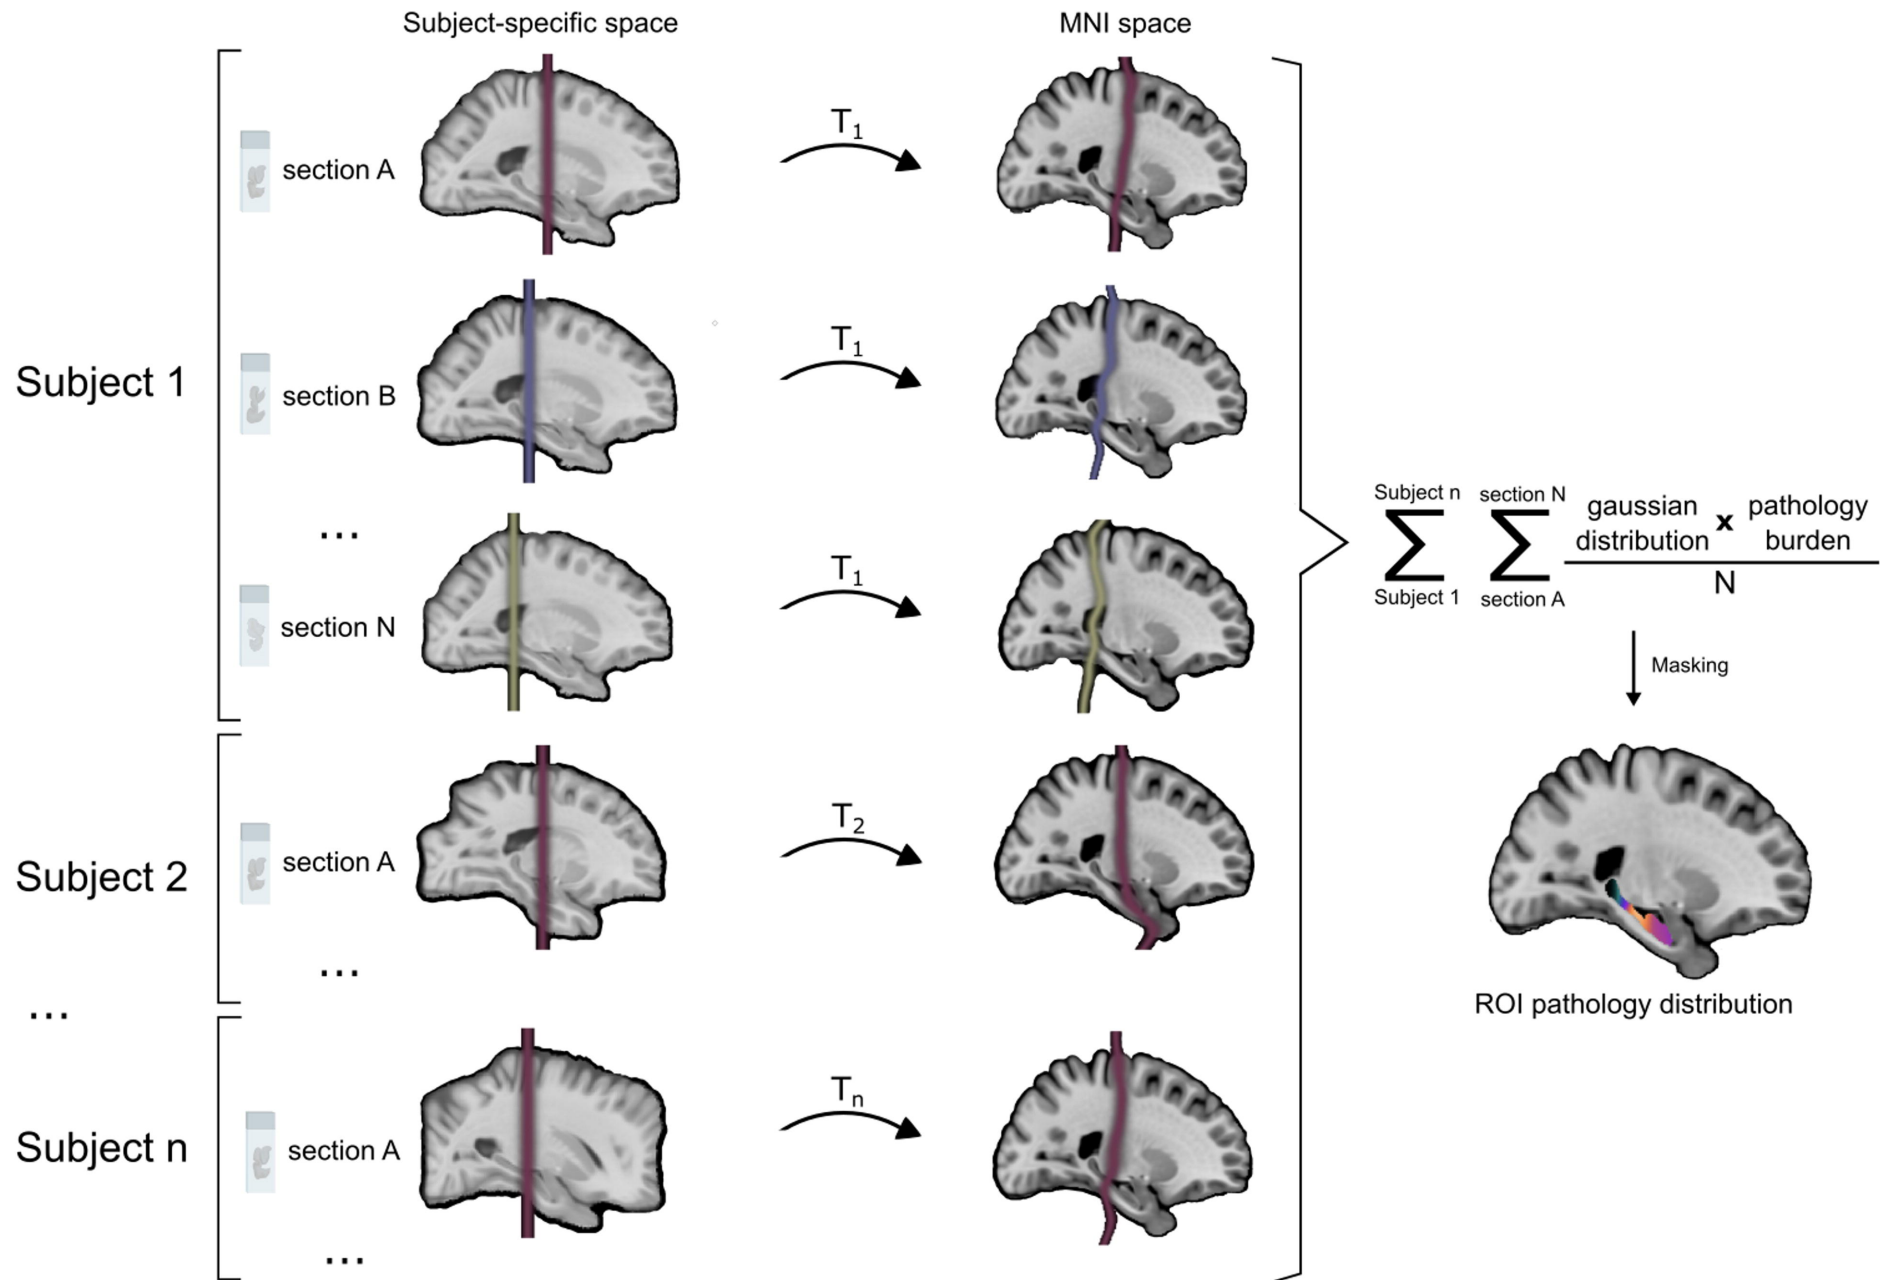 Subject-specific space
MNI space
section A
T1
Subject 1
section B
T1
...
section N
T1
Subject 2
section A
T2
...
...
Subject n
section A
Tn
...
Subject n
section N
∑
∑
gaussian
distribution
x
pathology
burden
N
Subject 1
section A
Masking
ROI pathology distribution